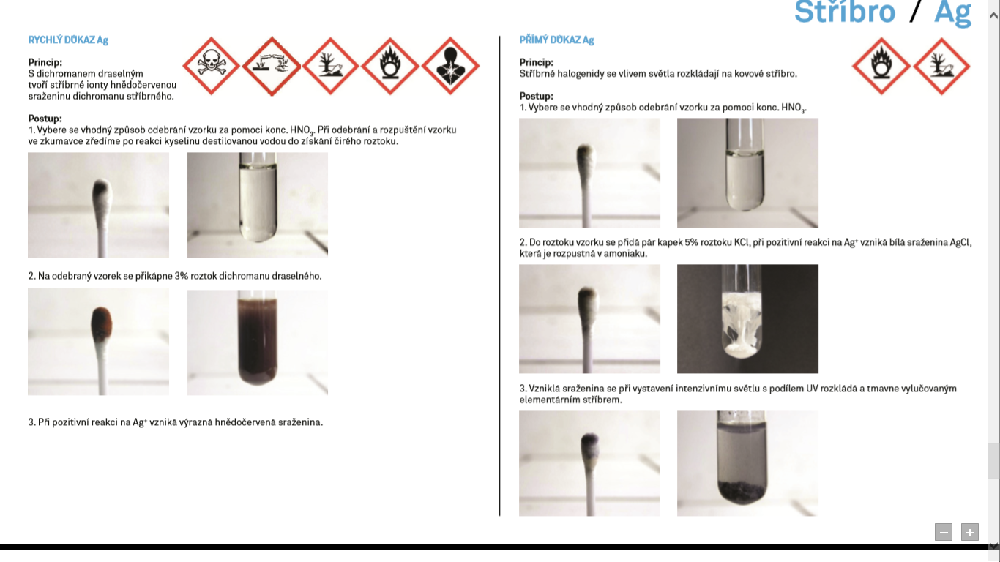 Stříbro / Ag
RYCHLÝ DŮKAZ Ag
Princip:
S dichromanem draselným
tvoří stříbrné ionty hnědočervenou
sraženinu dichromanu stříbrného.
Postup:
1. Vybere se vhodný způsob odebrání vzorku za pomoci konc. HNO₃. Při odebrání a rozpuštění vzorku
ve zkumavce zředíme po reakci kyselinu destilovanou vodou do získání čirého roztoku.
2. Na odebraný vzorek se přikápne 3% roztok dichromanu draselného.
3. Při pozitivní reakci na Ag⁺ vzniká výrazná hnědočervená sraženina.
PŘÍMÝ DŮKAZ Ag
Princip:
Stříbrné halogenidy se vlivem světla rozkládají na kovové stříbro.
Postup:
1. Vybere se vhodný způsob odebrání vzorku za pomoci konc. HNO₃.
2. Do roztoku vzorku se přidá pár kapek 5% roztoku KCl, při pozitivní reakci na Ag⁺ vzniká bílá sraženina AgCl,
která je rozpustná v amoniaku.
3. Vzniklá sraženina se při vystavení intenzivnímu světlu s podílem UV rozkládá a tmavne vylučovaným
elementárním stříbrem.